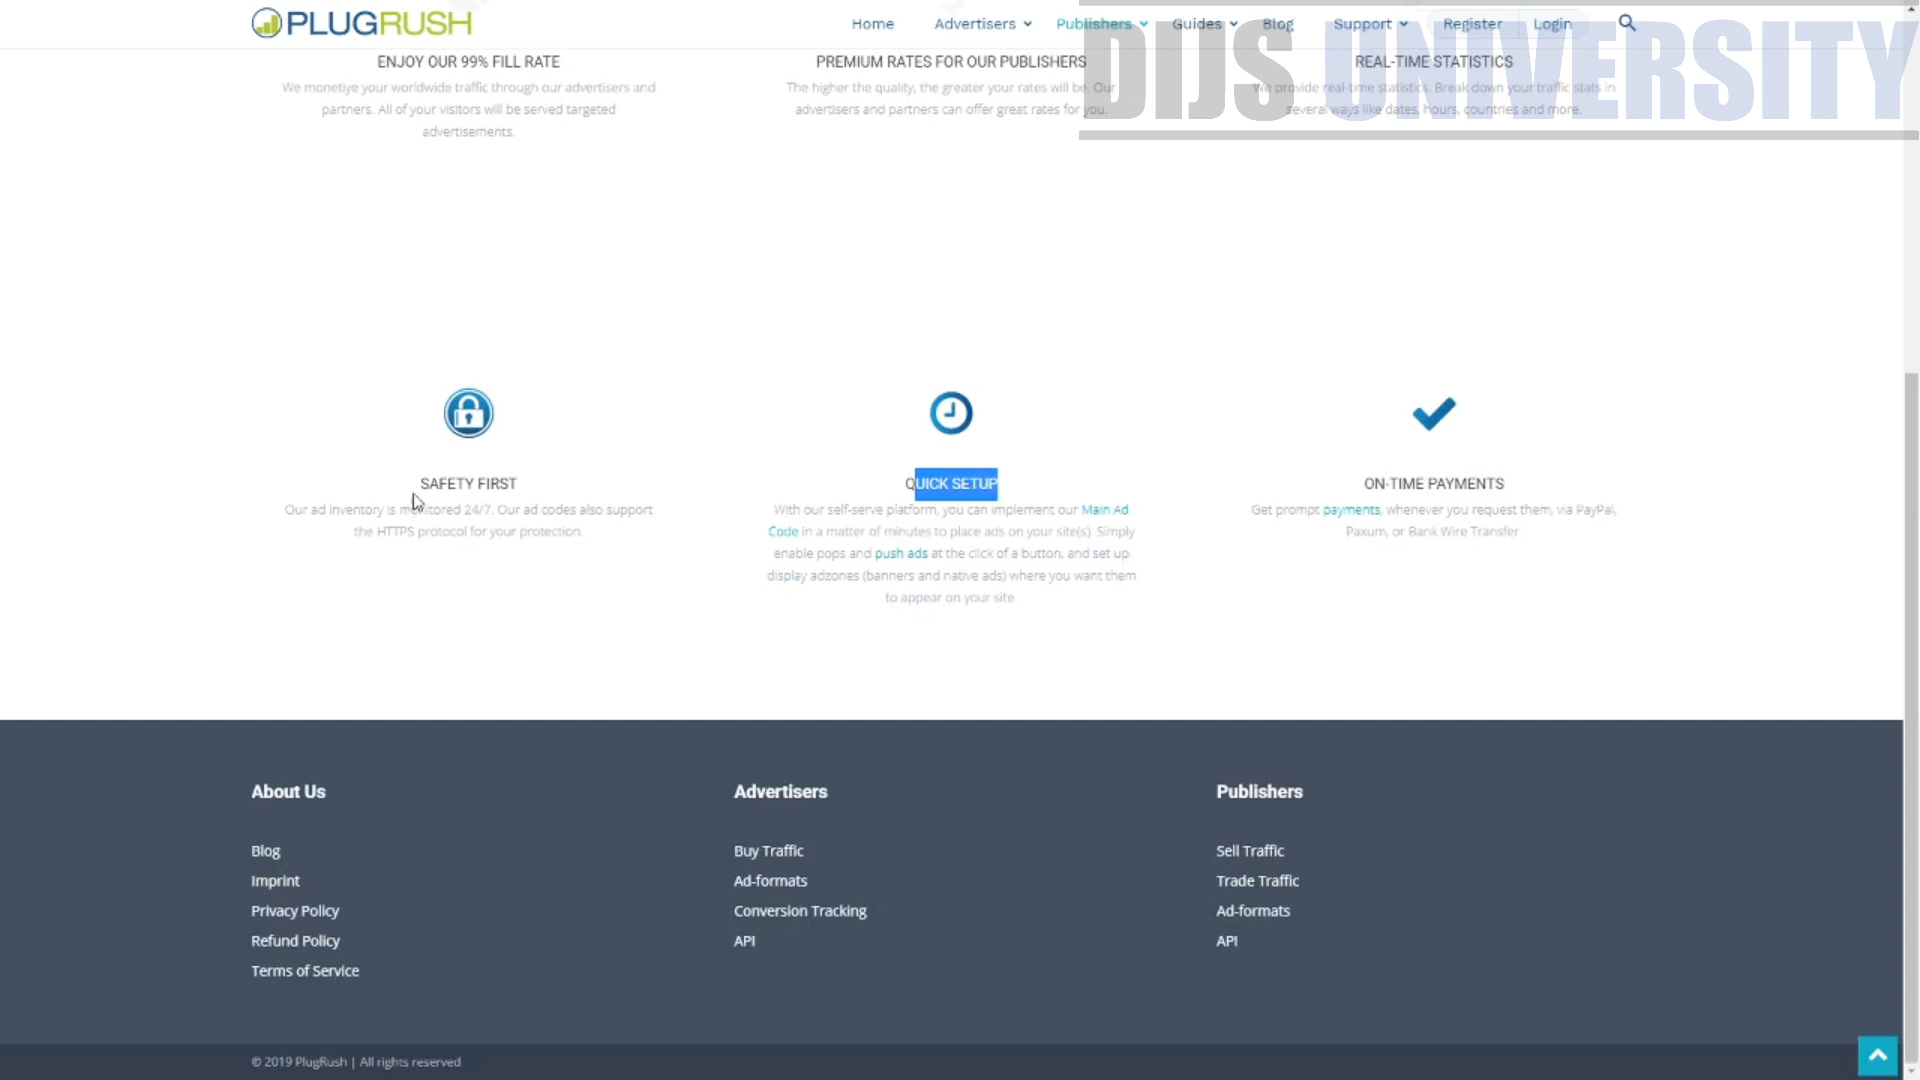 PLUGRUSH
Home Advertisers Publishers Guides Blog Support Register Login
DIJS UNIVERSITY
ENJOY OUR 99% FILL RATE
We monetiye your worldwide traffic through our advertisers and
partners. All of your visitors will be served targeted
advertisements.
PREMIUM RATES FOR OUR PUBLISHERS
The higher the quality, the greater your rates will be. Our
advertisers and partners can offer great rates for you.
REAL-TIME STATISTICS
We provide real-time statistics. Break down your traffic stats in
several ways like dates, hours, countries and more.
SAFETY FIRST
Our ad inventory is monitored 24/7. Our ad codes also support
the HTTPS protocol for your protection.
QUICK SETUP
With our self-serve platform, you can implement our Main Ad
Code in a matter of minutes to place ads on your site(s). Simply
enable pops and push ads at the click of a button, and set up
display adzones (banners and native ads) where you want them
to appear on your site.
ON-TIME PAYMENTS
Get prompt payments, whenever you request them, via PayPal,
Paxum, or Bank Wire Transfer.
About Us
Blog
Imprint
Privacy Policy
Refund Policy
Terms of Service
Advertisers
Buy Traffic
Ad-formats
Conversion Tracking
API
Publishers
Sell Traffic
Trade Traffic
Ad-formats
API
© 2019 PlugRush | All rights reserved